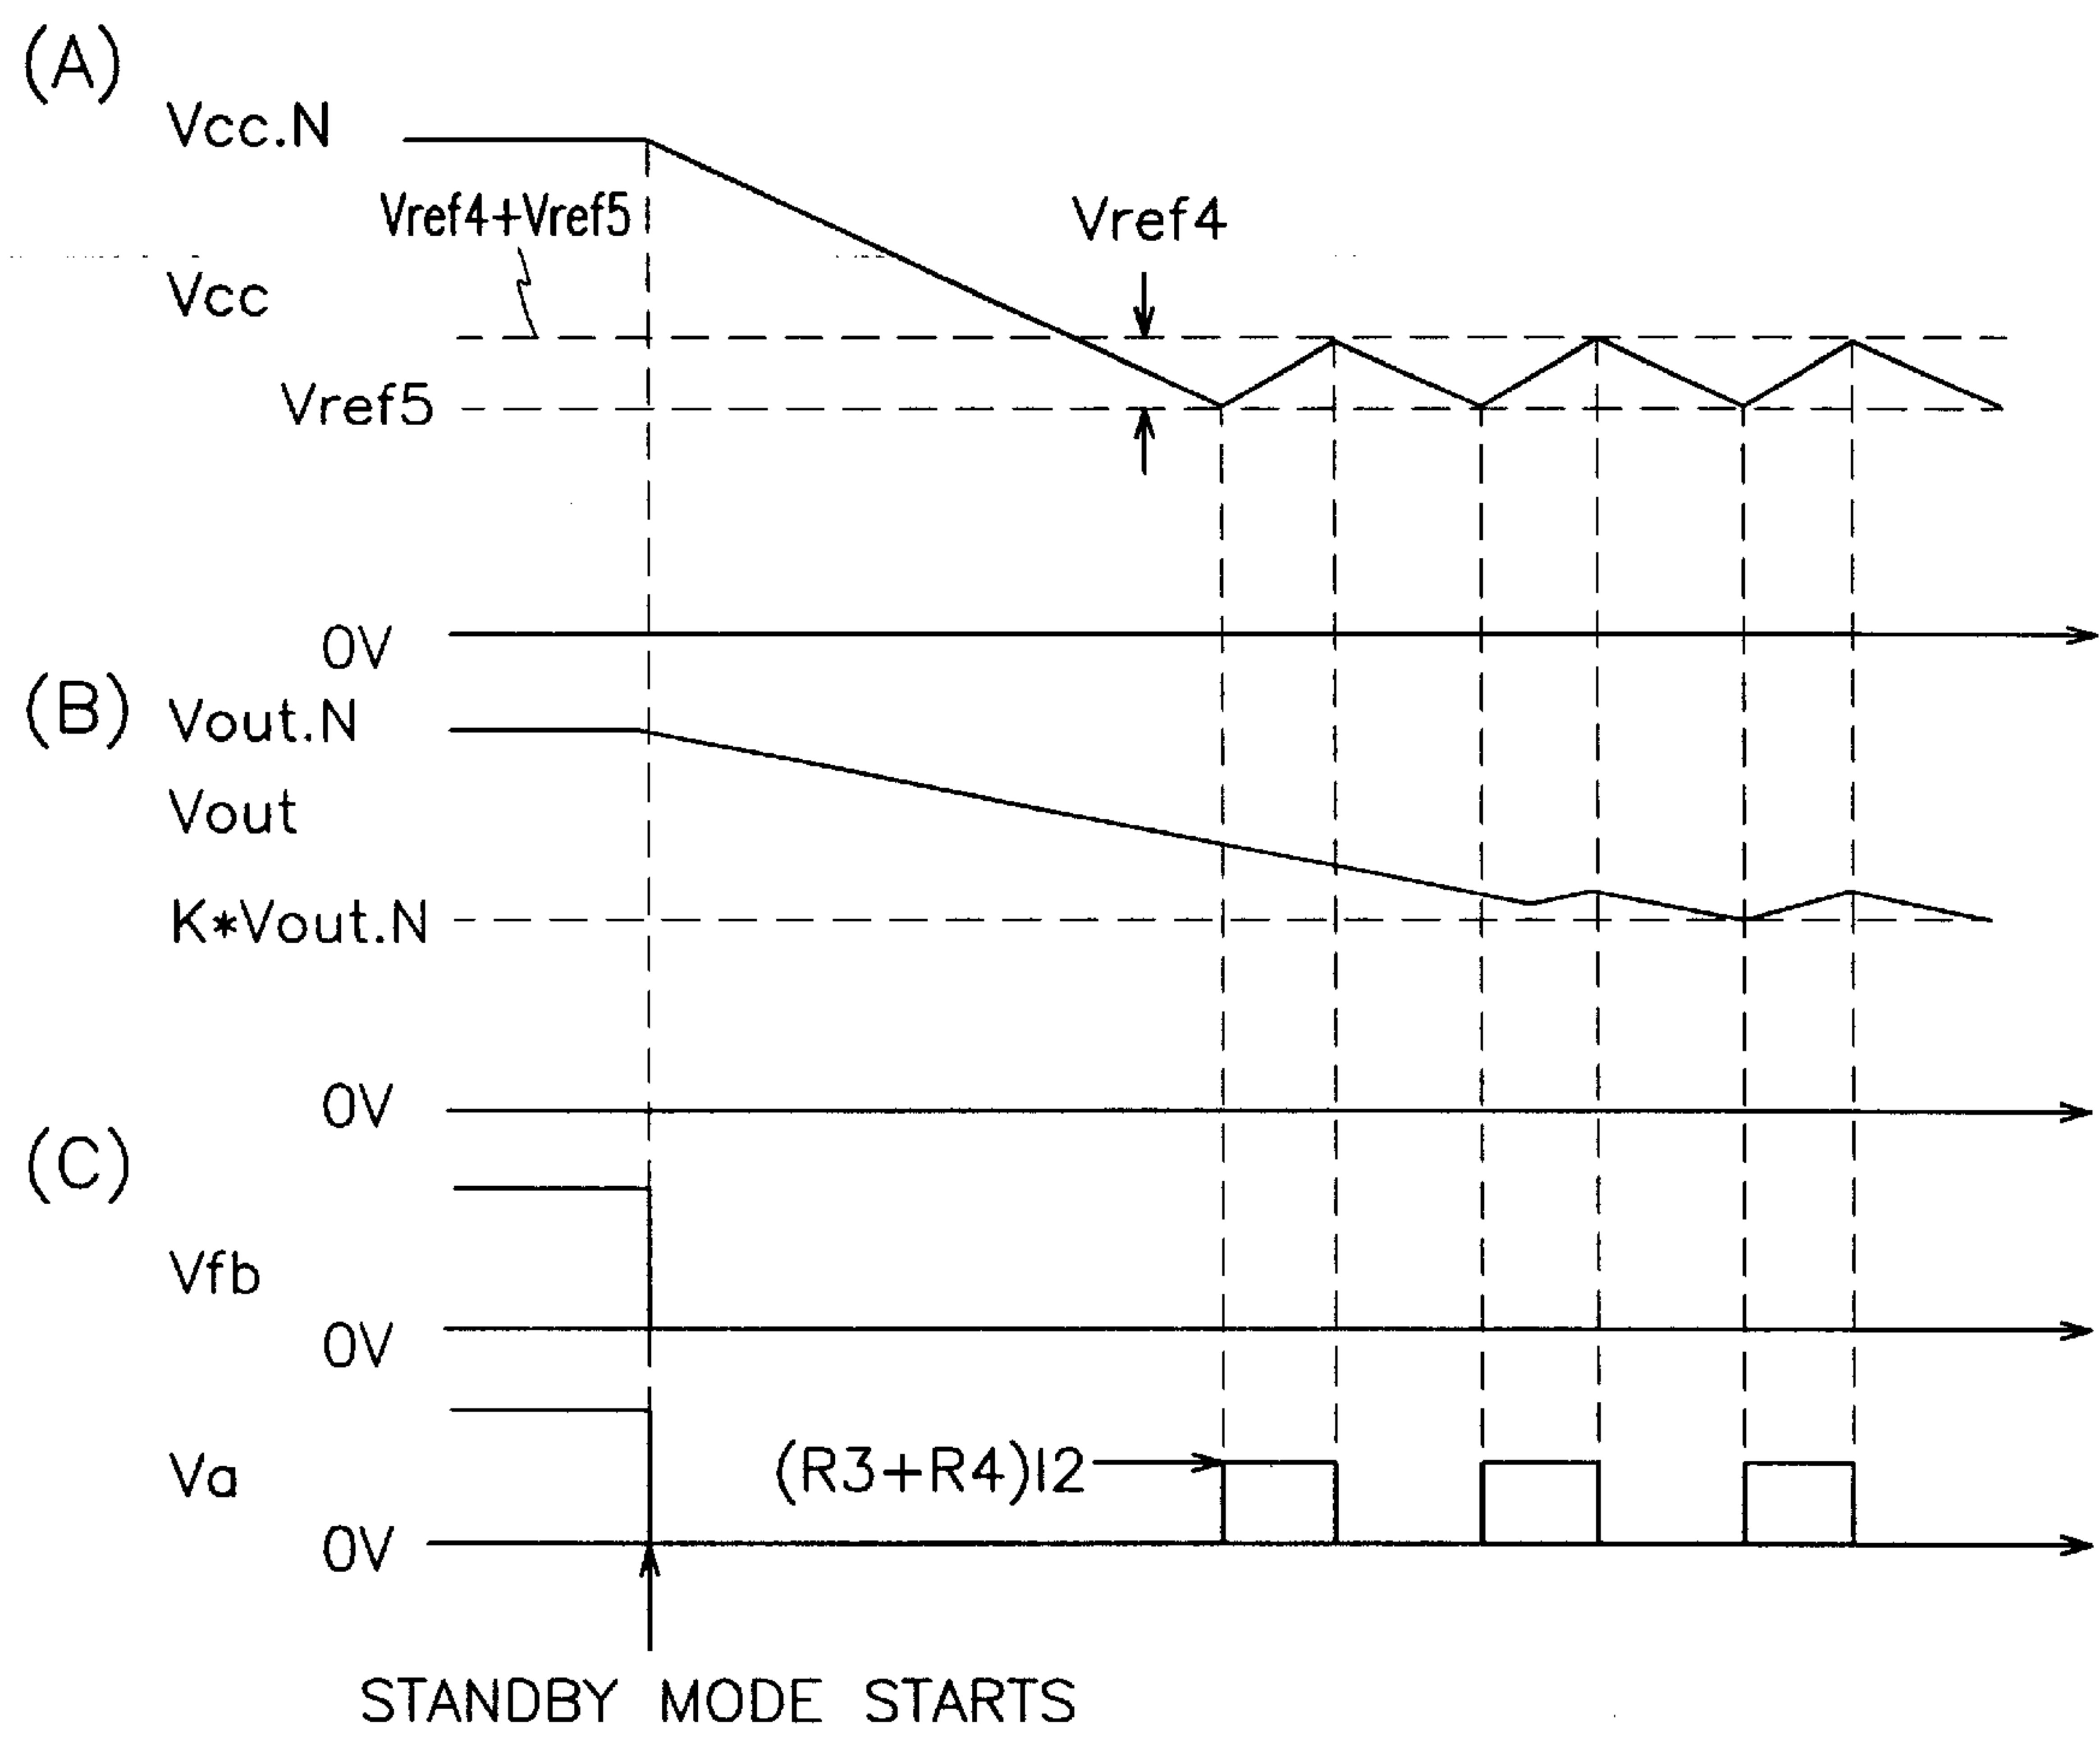 (A)
Vcc.N
Vref4+Vref5
Vref4
Vcc
Vref5
0V
(B)
Vout.N
Vout
K*Vout.N
0V
(C)
Vfb
0V
(R3+R4)I2
Va
0V
STANDBY MODE STARTS